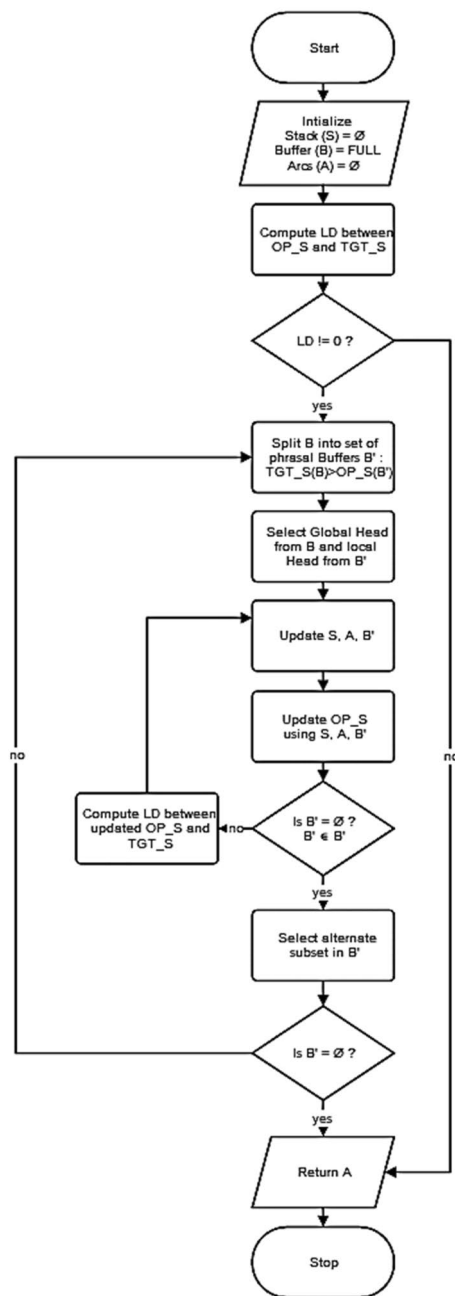 Start
Intialize
Stack (S) = Ø
Buffer (B) = FULL
Arcs (A) = Ø
Compute LD between
OP_S and TGT_S
LD != 0 ?
yes
no
Split B into set of
phrasal Buffers B' :
TGT_S(B)>OP_S(B')
Select Global Head
from B and local
Head from B'
Update S, A, B'
Update OP_S
using S, A, B'
Is B' = Ø ?
B' ∈ B'
no
Compute LD between
updated OP_S and
TGT_S
yes
Select alternate
subset in B'
Is B' = Ø ?
no
yes
Return A
Stop